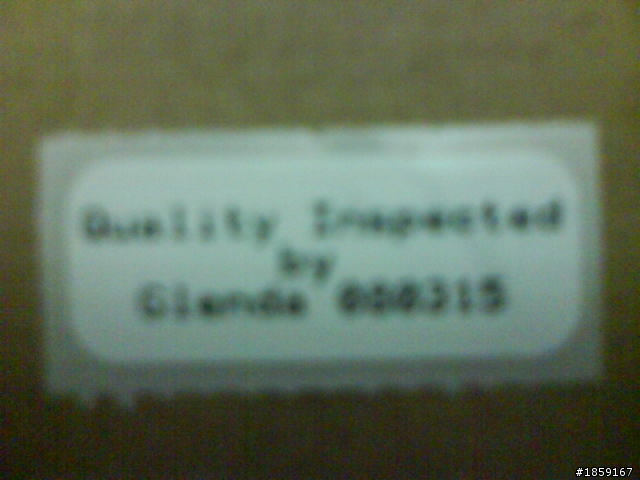 Quality Inspected
by
Glenda 000315
#1859167